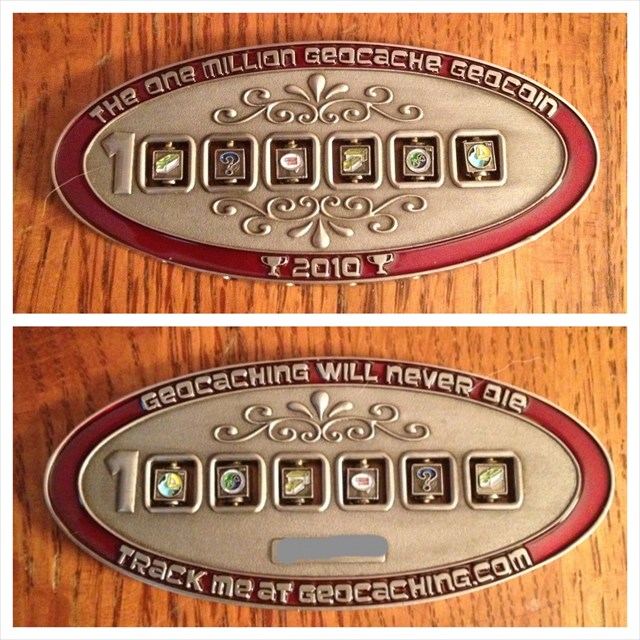 THE ONE MILLION GEOCACHE GEOCOIN
1
2010
GEOCACHING WILL NEVER DIE
1
TRACK ME AT GEOCACHING.COM